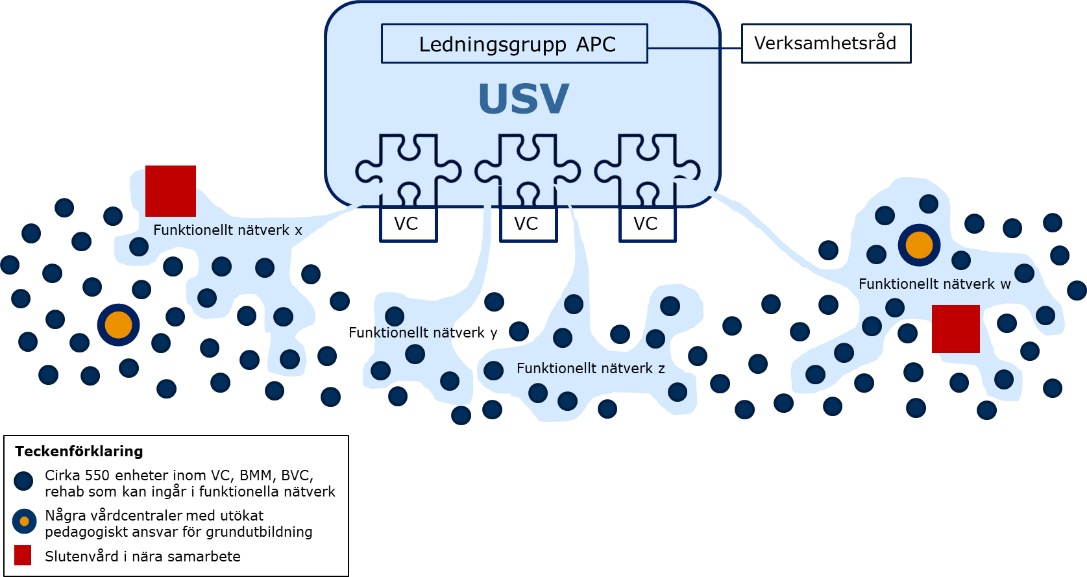 Ledningsgrupp APC
Verksamhetsråd
USV
VC
VC
VC
Funktionellt nätverk x
Funktionellt nätverk w
Funktionellt nätverk y
Funktionellt nätverk z
Teckenförklaring
Cirka 550 enheter inom VC, BMM, BVC,
rehab som kan ingår i funktionella nätverk
Några vårdcentraler med utökat
pedagogiskt ansvar för grundutbildning
Slutenvård i nära samarbete